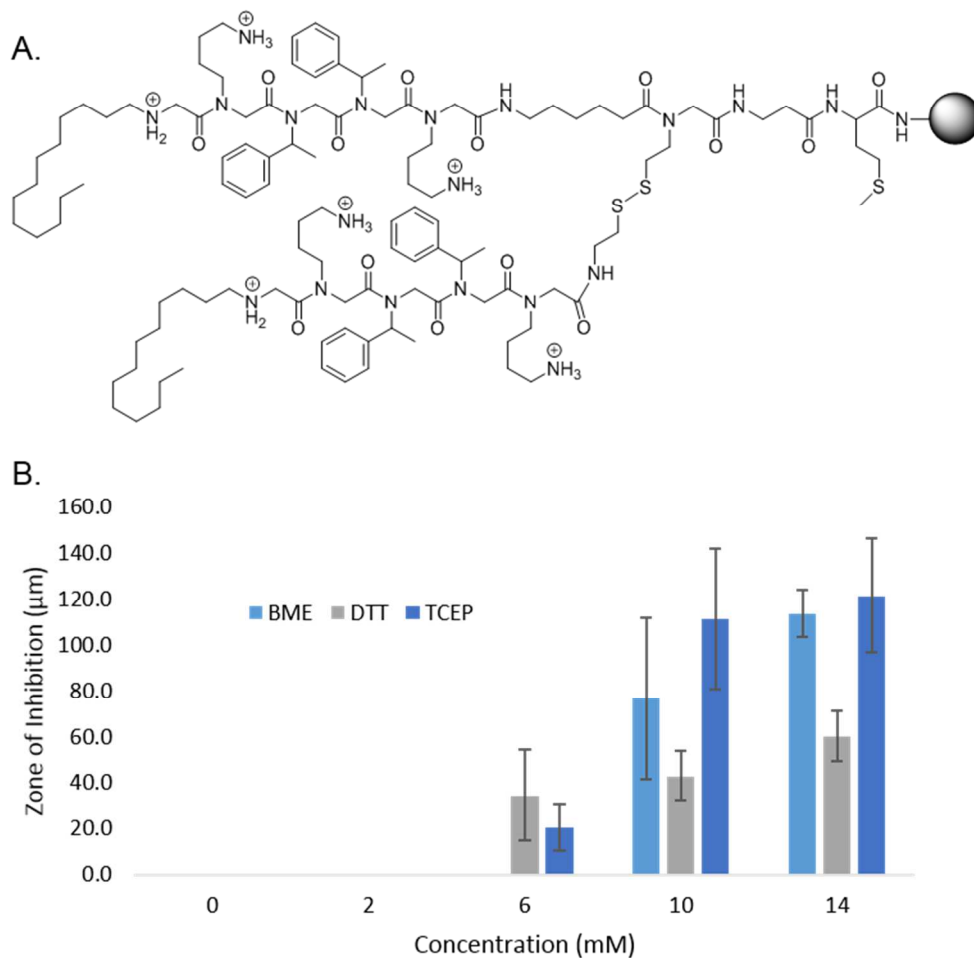 A.
⊕
NH3
O
O
O
H
N
O
O
H
N
O
H
N
O
⊕
N
H2
N
N
N
N
N
N
H
N
H
O
O
O
O
O
⊕
NH3
S
S
S
⊕
NH3
O
O
O
NH
⊕
N
H2
N
N
N
N
O
O
O
⊕
NH3
B.
160.0
140.0
120.0
100.0
80.0
60.0
40.0
20.0
0.0
Zone of Inhibition (µm)
BME DTT TCEP
0 2 6 10 14
Concentration (mM)